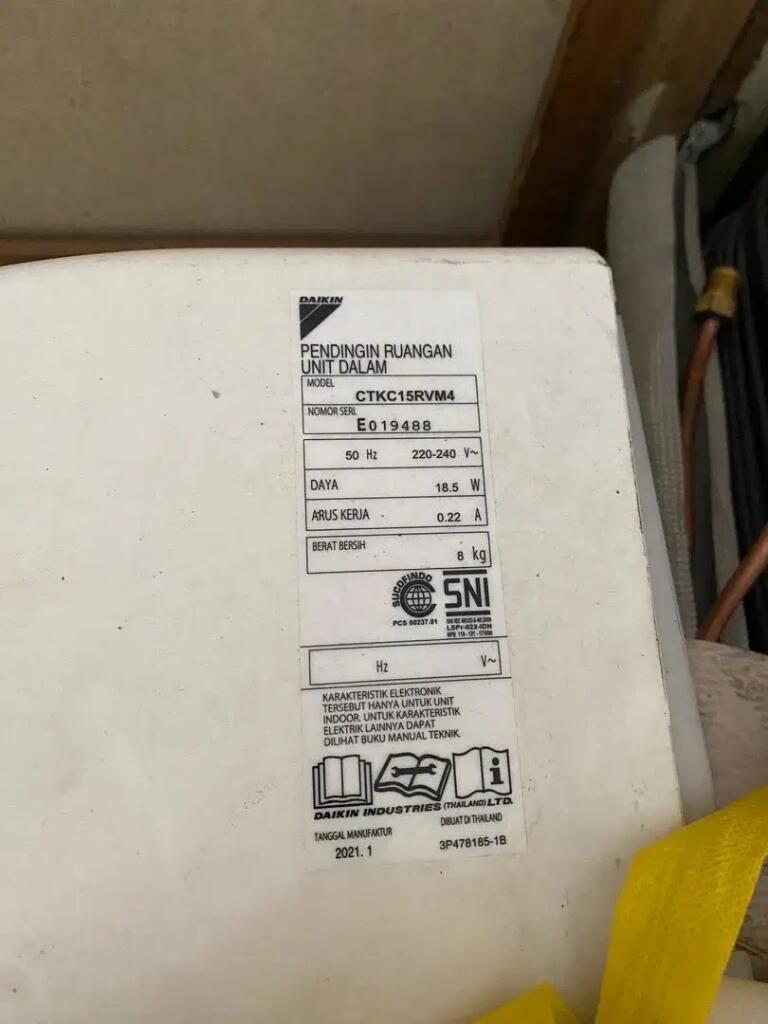 DAIKIN
PENDINGIN RUANGAN
UNIT DALAM
MODEL
CTKC15RVM4
NOMOR SERI.
E019488
50 Hz 220-240 V~
DAYA 18.5 W
ARUS KERJA 0.22 A
BERAT BERSIH
8 kg
SUCOFINDO
SNI
PCS 00237.01
LSPr-022-IDN
Hz V~
KARAKTERISTIK ELEKTRONIK
TERSEBUT HANYA UNTUK UNIT
INDOOR. UNTUK KARAKTERISTIK
ELEKTRIK LAINNYA DAPAT
DILIHAT BUKU MANUAL TEKNIK.
i
DAIKIN INDUSTRIES (THAILAND) LTD.
TANGGAL MANUFAKTUR DIBUAT DI THAILAND
2021. 1 3P478185-1B